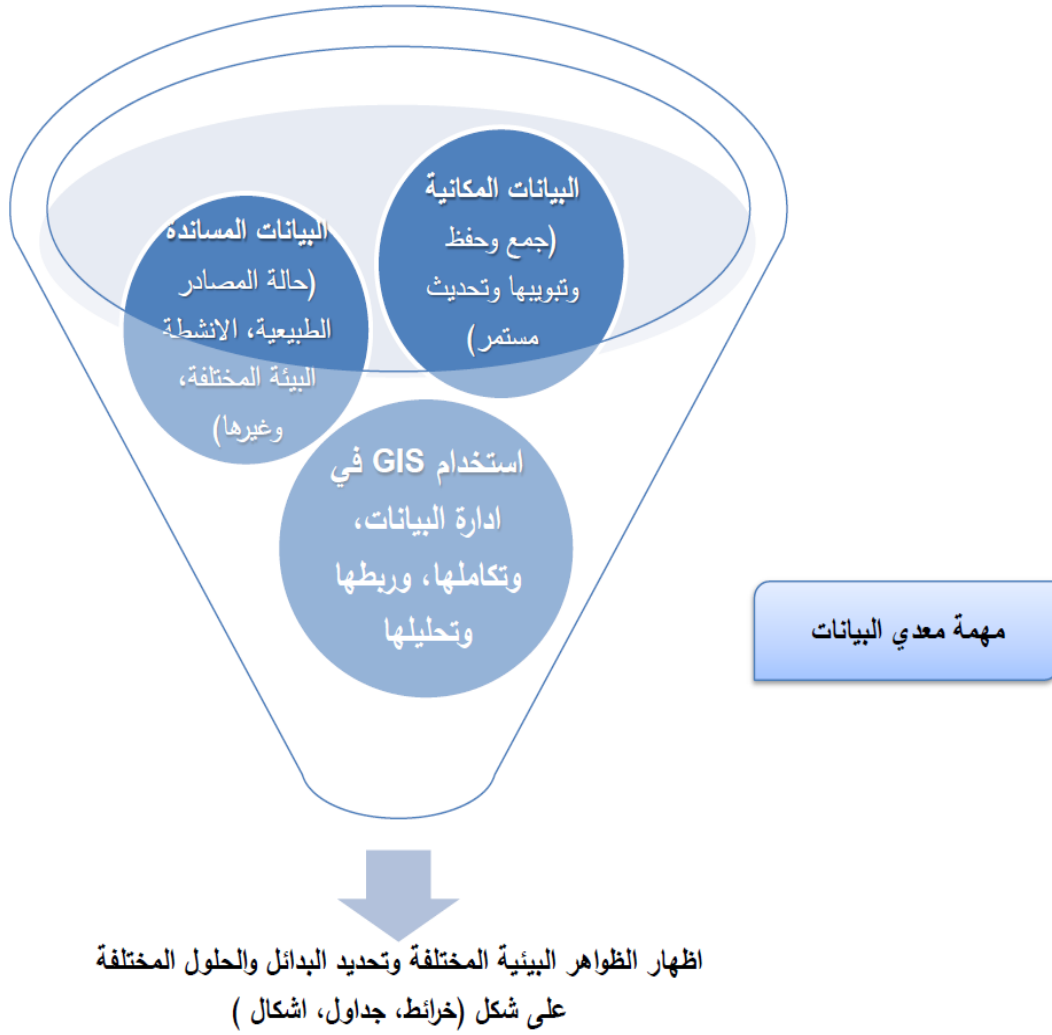 البيانات المكانية
(جمع وحفظ
وتبويبها وتحديث
مستمر)
البيانات المساندة
(حالة المصادر
الطبيعية، الانشطة
البيئة المختلفة،
وغيرها)
استخدام GIS في
ادارة البيانات،
وتكاملها، وربطها
وتحليلها
مهمة معدي البيانات
اظهار الظواهر البيئية المختلفة وتحديد البدائل والحلول المختلفة
على شكل (خرائط، جداول، اشكال )